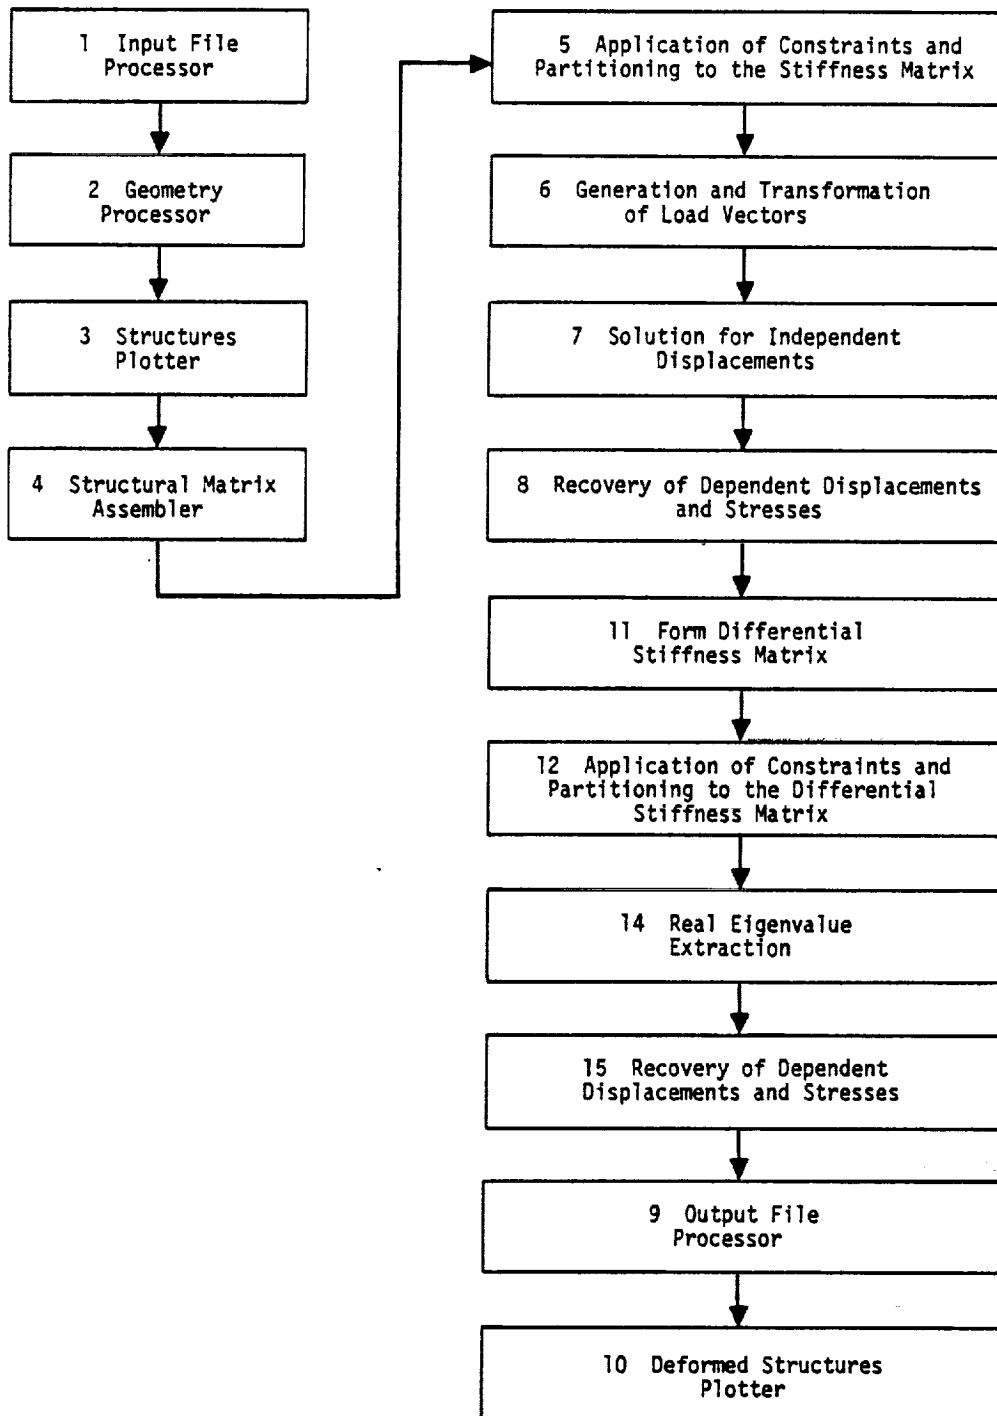 1 Input File
Processor
2 Geometry
Processor
3 Structures
Plotter
4 Structural Matrix
Assembler
5 Application of Constraints and
Partitioning to the Stiffness Matrix
6 Generation and Transformation
of Load Vectors
7 Solution for Independent
Displacements
8 Recovery of Dependent Displacements
and Stresses
11 Form Differential
Stiffness Matrix
12 Application of Constraints and
Partitioning to the Differential
Stiffness Matrix
14 Real Eigenvalue
Extraction
15 Recovery of Dependent
Displacements and Stresses
9 Output File
Processor
10 Deformed Structures
Plotter